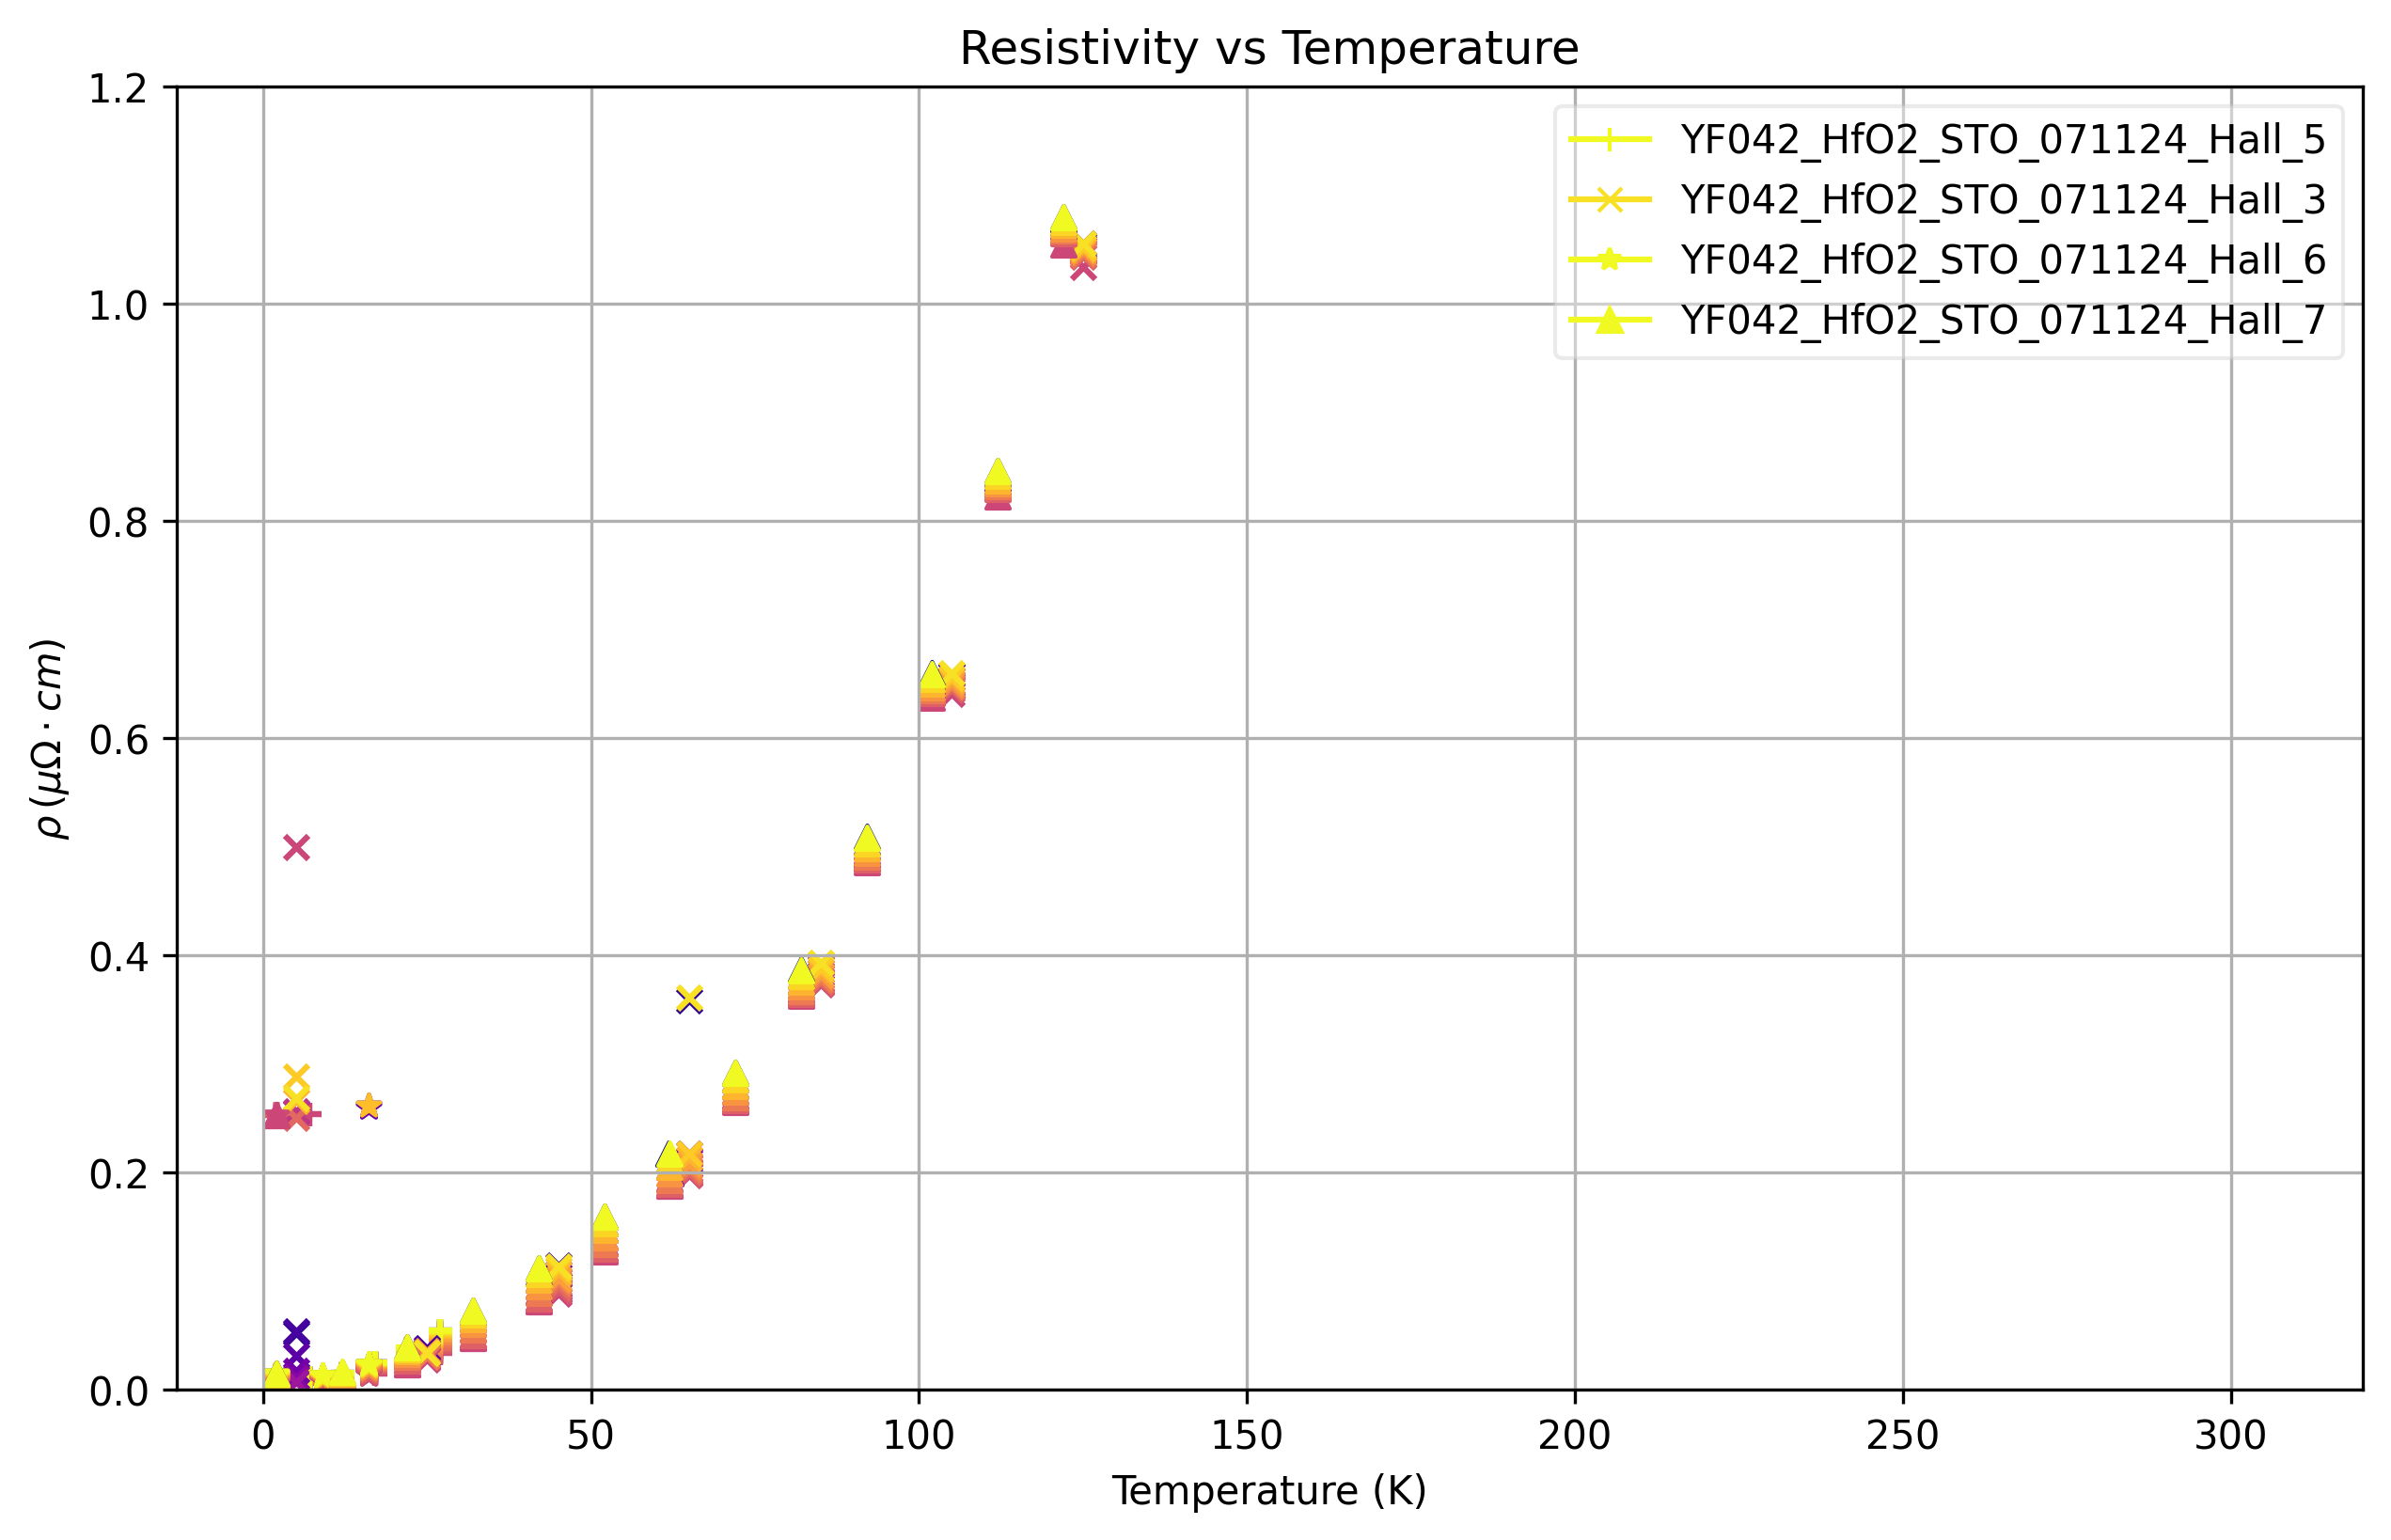 Resistivity vs Temperature
1.2
1.0
0.8
0.6
0.4
0.2
0.0
ρ (μΩ · cm)
YF042_HfO2_STO_071124_Hall_5
YF042_HfO2_STO_071124_Hall_3
YF042_HfO2_STO_071124_Hall_6
YF042_HfO2_STO_071124_Hall_7
0 50 100 150 200 250 300
Temperature (K)